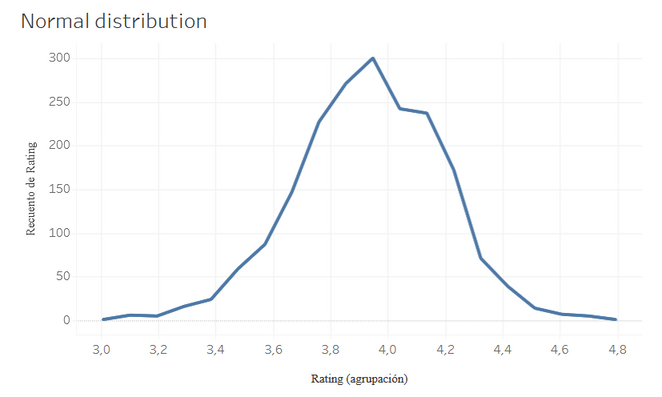 Normal distribution
Recuento de Rating
300
250
200
150
100
50
0
3,0 3,2 3,4 3,6 3,8 4,0 4,2 4,4 4,6 4,8
Rating (agrupación)